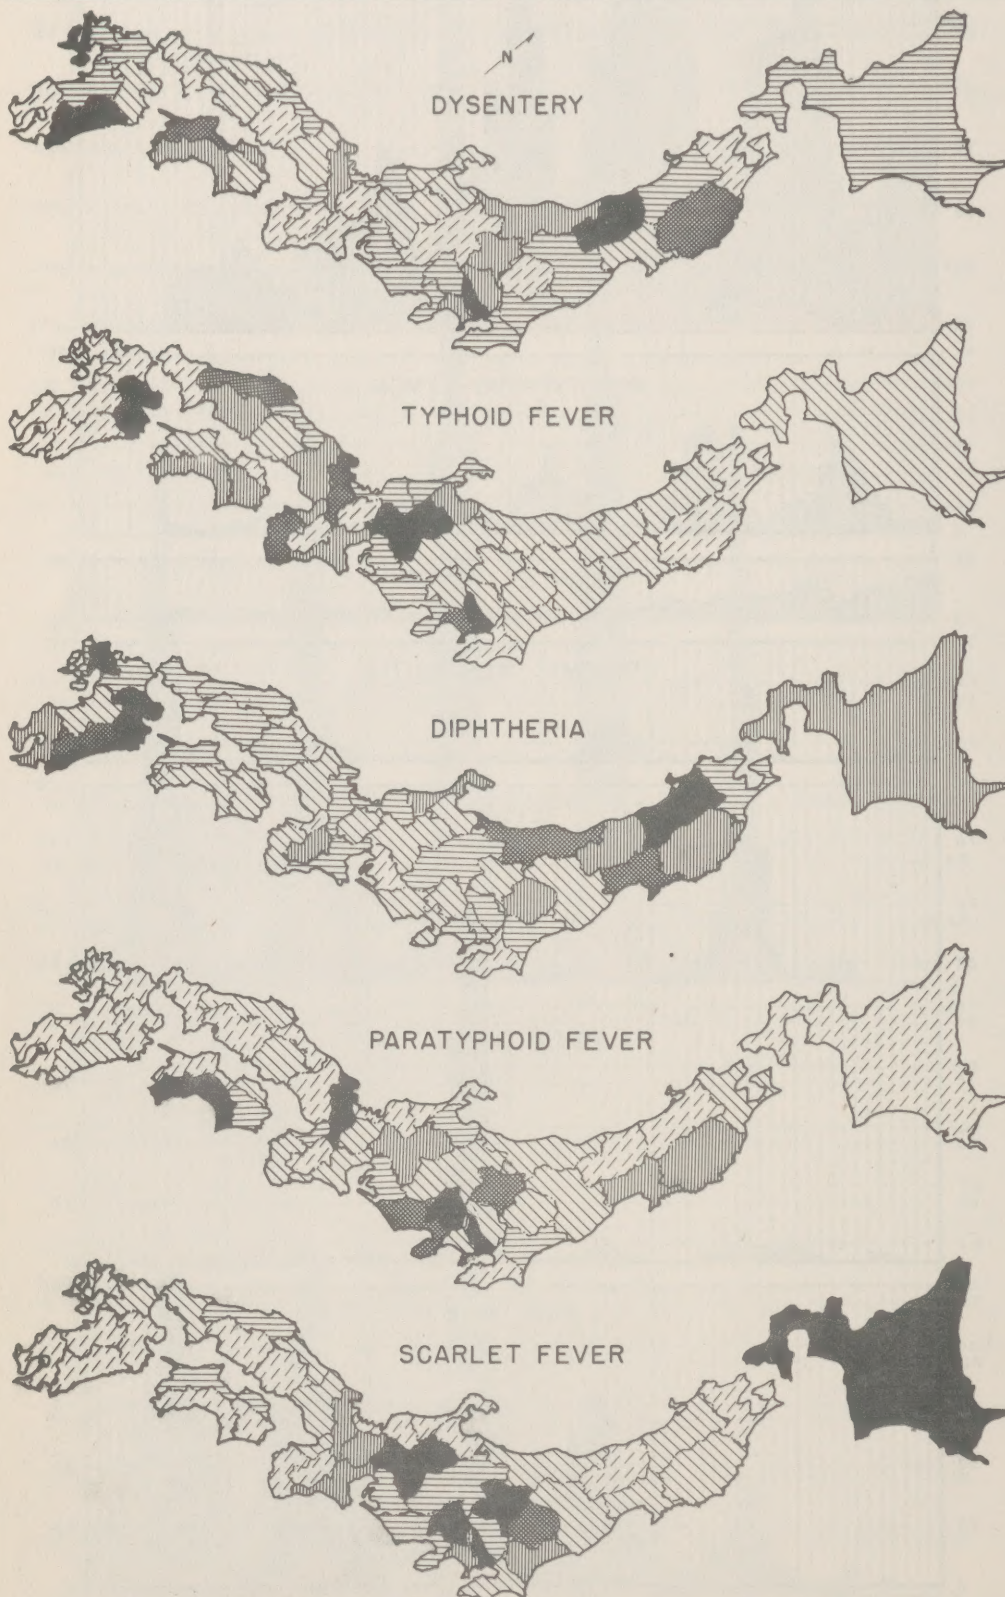 N
DYSENTERY
TYPHOID FEVER
DIPHTHERIA
PARATYPHOID FEVER
SCARLET FEVER